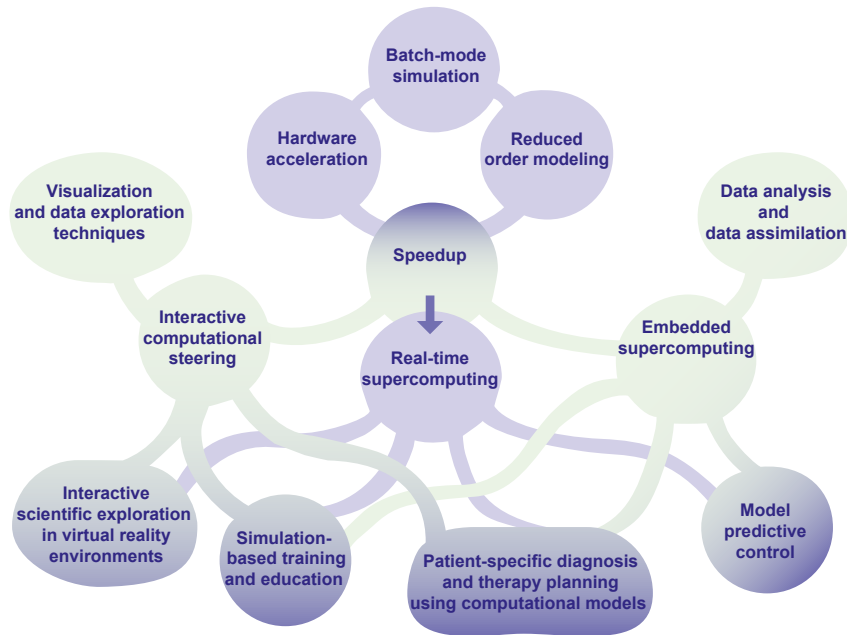 Batch-mode
simulation
Hardware
acceleration
Reduced
order modeling
Visualization
and data exploration
techniques
Data analysis
and
data assimilation
Speedup
Interactive
computational
steering
Embedded
supercomputing
Real-time
supercomputing
Interactive
scientific exploration
in virtual reality
environments
Simulation-
based training
and education
Patient-specific diagnosis
and therapy planning
using computational models
Model
predictive
control